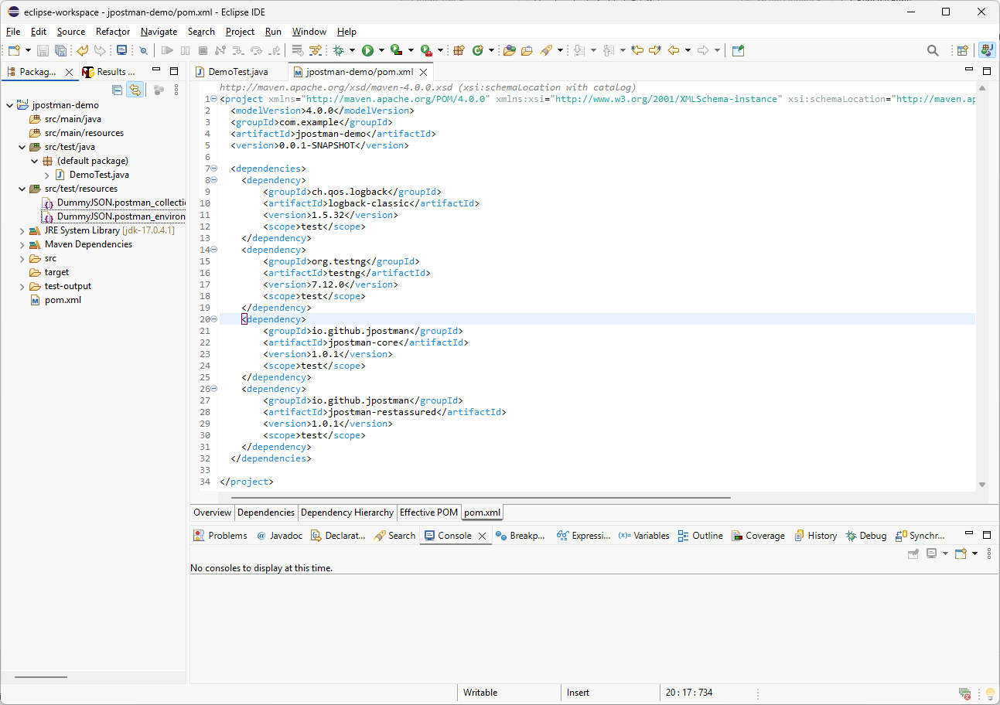 eclipse-workspace - jpostman-demo/pom.xml - Eclipse IDE
File Edit Source Refactor Navigate Search Project Run Window Help
Packag... Results ...
jpostman-demo
src/main/java
src/main/resources
src/test/java
(default package)
DemoTest.java
src/test/resources
DummyJSON.postman_collecti
DummyJSON.postman_environ
JRE System Library [jdk-17.0.4.1]
Maven Dependencies
src
target
test-output
pom.xml
DemoTest.java jpostman-demo/pom.xml
http://maven.apache.org/xsd/maven-4.0.0.xsd (xsi:schemaLocation with catalog)
1 <project xmlns="http://maven.apache.org/POM/4.0.0" xmlns:xsi="http://www.w3.org/2001/XMLSchema-instance" xsi:schemaLocation="http://maven.ap
2 <modelVersion>4.0.0</modelVersion>
3 <groupId>com.example</groupId>
4 <artifactId>jpostman-demo</artifactId>
5 <version>0.0.1-SNAPSHOT</version>
6
7 <dependencies>
8 <dependency>
9 <groupId>ch.qos.logback</groupId>
10 <artifactId>logback-classic</artifactId>
11 <version>1.5.32</version>
12 <scope>test</scope>
13 </dependency>
14 <dependency>
15 <groupId>org.testng</groupId>
16 <artifactId>testng</artifactId>
17 <version>7.12.0</version>
18 <scope>test</scope>
19 </dependency>
20 <dependency>
21 <groupId>io.github.jpostman</groupId>
22 <artifactId>jpostman-core</artifactId>
23 <version>1.0.1</version>
24 <scope>test</scope>
25 </dependency>
26 <dependency>
27 <groupId>io.github.jpostman</groupId>
28 <artifactId>jpostman-restassured</artifactId>
29 <version>1.0.1</version>
30 <scope>test</scope>
31 </dependency>
32 </dependencies>
33
34 </project>
Overview Dependencies Dependency Hierarchy Effective POM pom.xml
Problems @ Javadoc Declarat... Search Console Breakp... Expressi... (x)= Variables Outline Coverage History Debug Synchr...
No consoles to display at this time.
Writable Insert 20 : 17 : 734